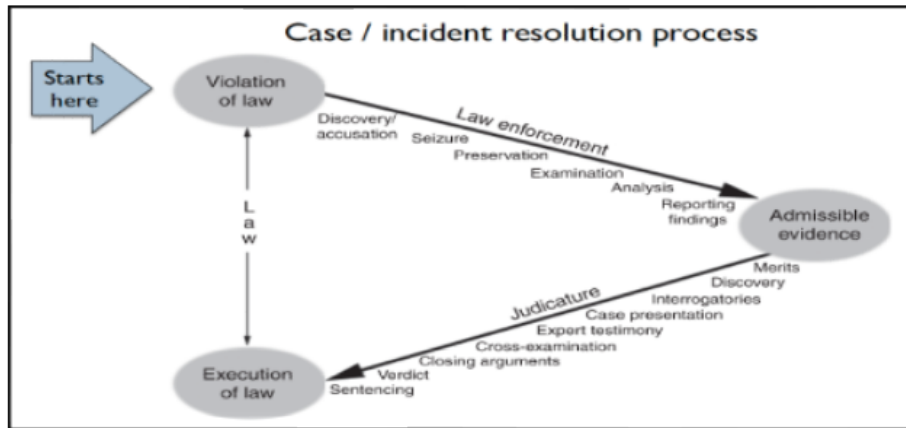 Case / incident resolution process
Starts
here
Violation
of law
Law enforcement
Discovery/
accusation
Seizure
Preservation
Examination
Analysis
Reporting
findings
Admissible
evidence
Law
Judicature
Merits
Discovery
Interrogatories
Case presentation
Expert testimony
Cross-examination
Closing arguments
Verdict
Sentencing
Execution
of law